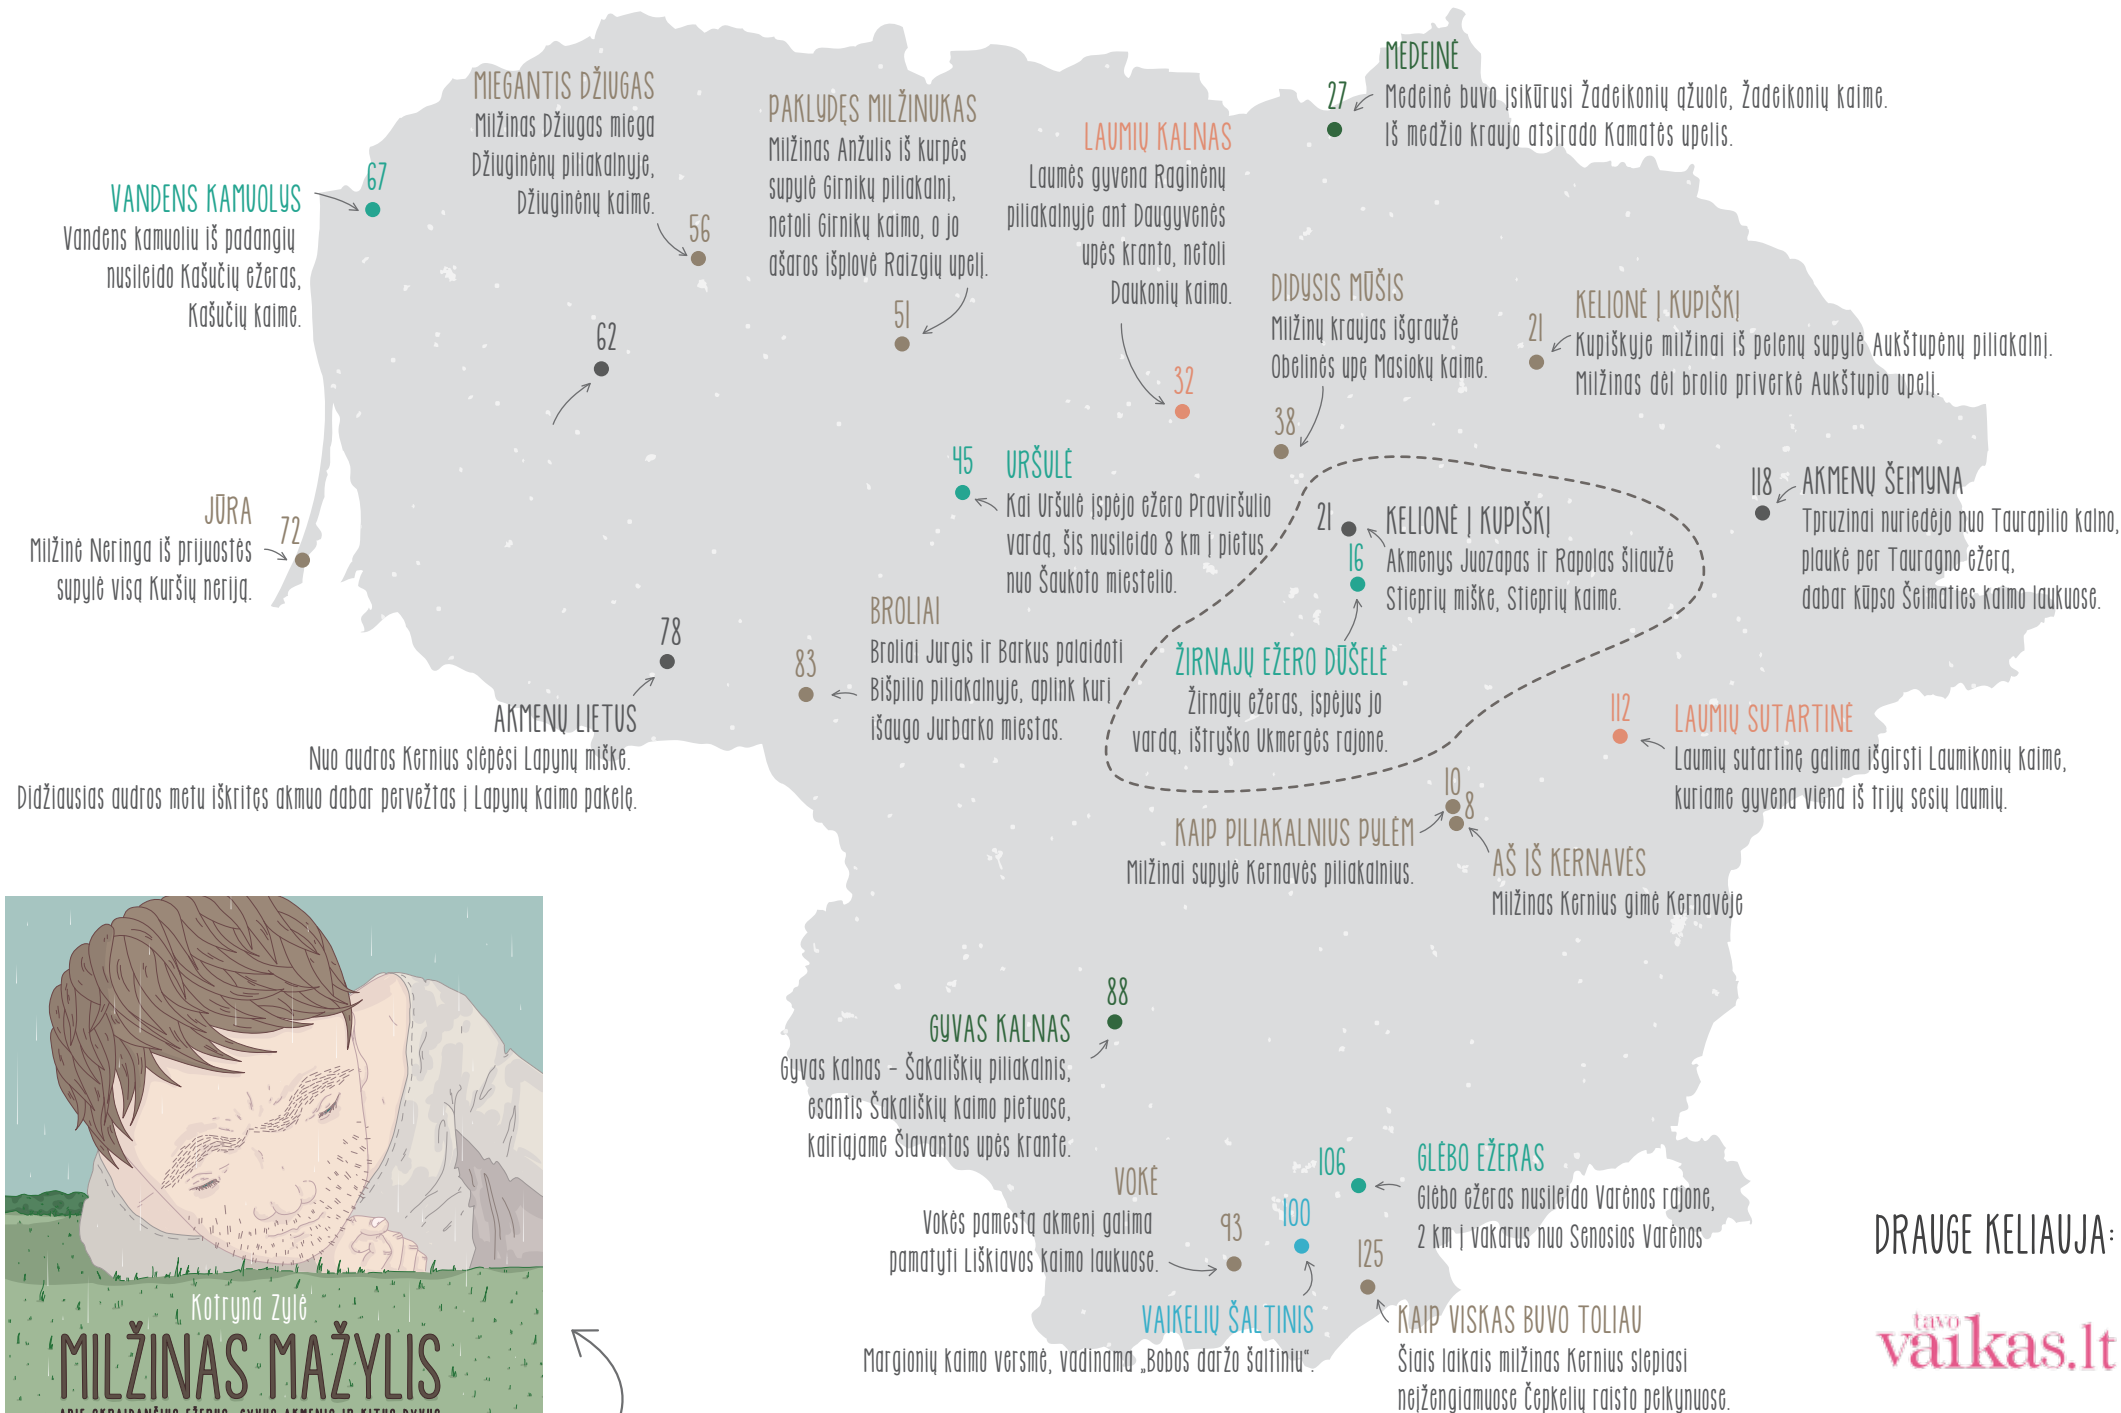 MEDEINĖ
27
Medeinė buvo įsikūrusi Žadeikonių ąžuole, Žadeikonių kaime.
Iš medžio kraujo atsirado Kamatės upelis.
MIEGANTIS DŽIUGAS
Milžinas Džiugas miega
Džiuginėnų piliakalnyje,
Džiuginėnų kaime.
56
PAKLYDĘS MILŽINUKAS
Milžinas Anžulis iš kurpės
supylė Girnikų piliakalnį,
netoli Girnikų kaimo, o jo
ašaros išplovė Raizgių upelį.
51
LAUMIŲ KALNAS
Laumės gyvena Raginėnų
piliakalnyje ant Daugyvenės
upės kranto, netoli
Daukonių kaimo.
32
67
VANDENS KAMUOLYS
Vandens kamuoliu iš padangių
nusileido Kašučių ežeras,
Kašučių kaime.
62
DIDYSIS MŪŠIS
Milžinų kraujas išgraužė
Obelinės upę Masiokų kaime.
38
21
KELIONĖ Į KUPIŠKĮ
Kupiškyje milžinai iš pelenų supylė Aukštupėnų piliakalnį.
Milžinas dėl brolio priverkė Aukštupio upelį.
45
URŠULĖ
Kai Uršulė įspėjo ežero Praviršulio
vardą, šis nusileido 8 km į pietus
nuo Šaukoto miestelio.
118
AKMENŲ ŠEIMYNA
Tpruzinai nuriedėjo nuo Taurapilio kalno,
plaukė per Tauragno ežerą,
dabar kūpso Šeimaties kaimo laukuose.
JŪRA
72
Milžinė Neringa iš prijuostės
supylė visą Kuršių neriją.
21
KELIONĖ Į KUPIŠKĮ
Akmenys Juozapas ir Rapolas šliaužė
Stieprių miške, Stieprių kaime.
16
ŽIRNAJŲ EŽERO DŪŠELĖ
Žirnajų ežeras, įspėjus jo
vardą, ištryško Ukmergės rajone.
BROLIAI
83
Broliai Jurgis ir Barkus palaidoti
Bišpilio piliakalnyje, aplink kurį
išaugo Jurbarko miestas.
78
AKMENŲ LIETUS
Nuo audros Kernius slėpėsi Lapynų miške.
Didžiausias audros metu iškritęs akmuo dabar pervežtas į Lapynų kaimo pakelę.
112
LAUMIŲ SUTARTINĖ
Laumių sutartinę galima išgirsti Laumikonių kaime,
kuriame gyvena viena iš trijų sesių laumių.
10
8
KAIP PILIAKALNIUS PYLĖM
Milžinai supylė Kernavės piliakalnius.
AŠ IŠ KERNAVĖS
Milžinas Kernius gimė Kernavėje
88
GYVAS KALNAS
Gyvas kalnas – Šakališkių piliakalnis,
esantis Šakališkių kaimo pietuose,
kairiajame Šlavantos upės krante.
VOKĖ
Vokės pamestą akmenį galima
pamatyti Liškiavos kaimo laukuose.
93
100
VAIKELIŲ ŠALTINIS
Margionių kaimo versmė, vadinama „Bobos daržo šaltiniu“.
106
GLĖBO EŽERAS
Glėbo ežeras nusileido Varėnos rajone,
2 km į vakarus nuo Senosios Varėnos
125
KAIP VISKAS BUVO TOLIAU
Šiais laikais milžinas Kernius slepiasi
neįžengiamuose Čepkelių raisto pelkynuose.
DRAUGE KELIAUJA:
tavo
vaikas.lt
Kotryna Zylė
MILŽINAS MAŽYLIS